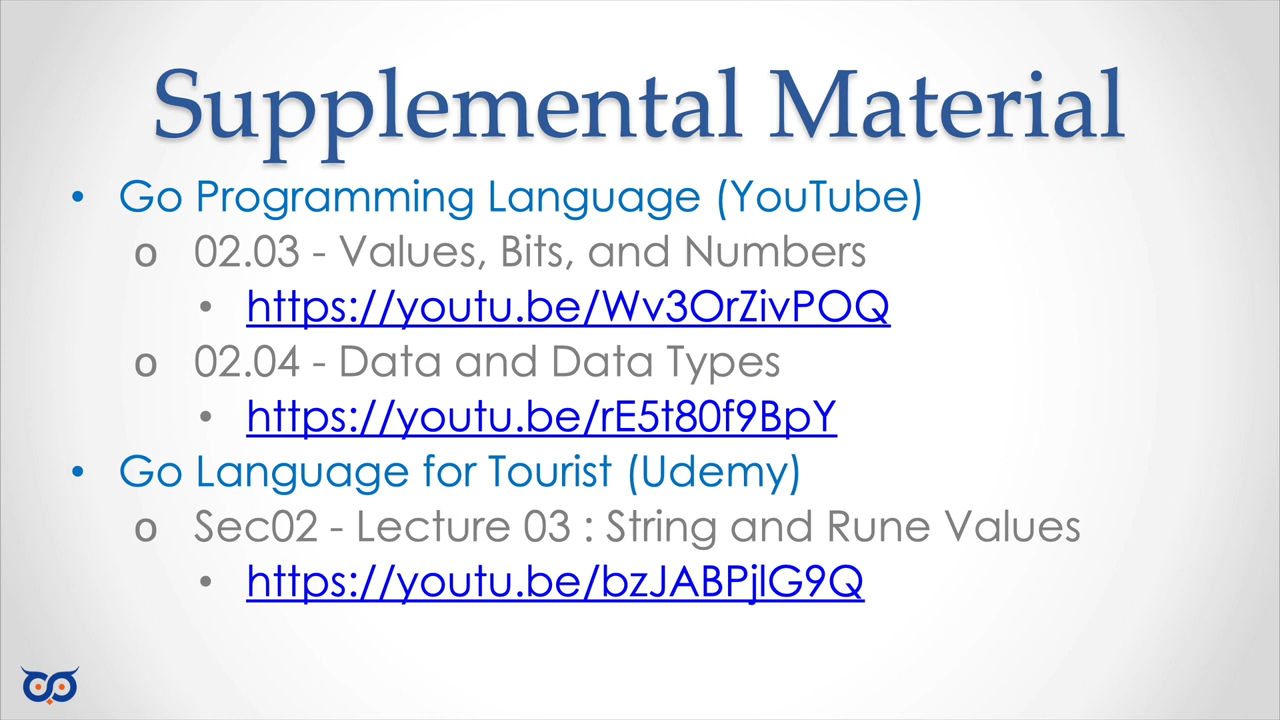 Supplemental Material
• Go Programming Language (YouTube)
o 02.03 - Values, Bits, and Numbers
• https://youtu.be/Wv3OrZivPOQ
o 02.04 - Data and Data Types
• https://youtu.be/rE5t80f9BpY
• Go Language for Tourist (Udemy)
o Sec02 - Lecture 03 : String and Rune Values
• https://youtu.be/bzJABPjlG9Q